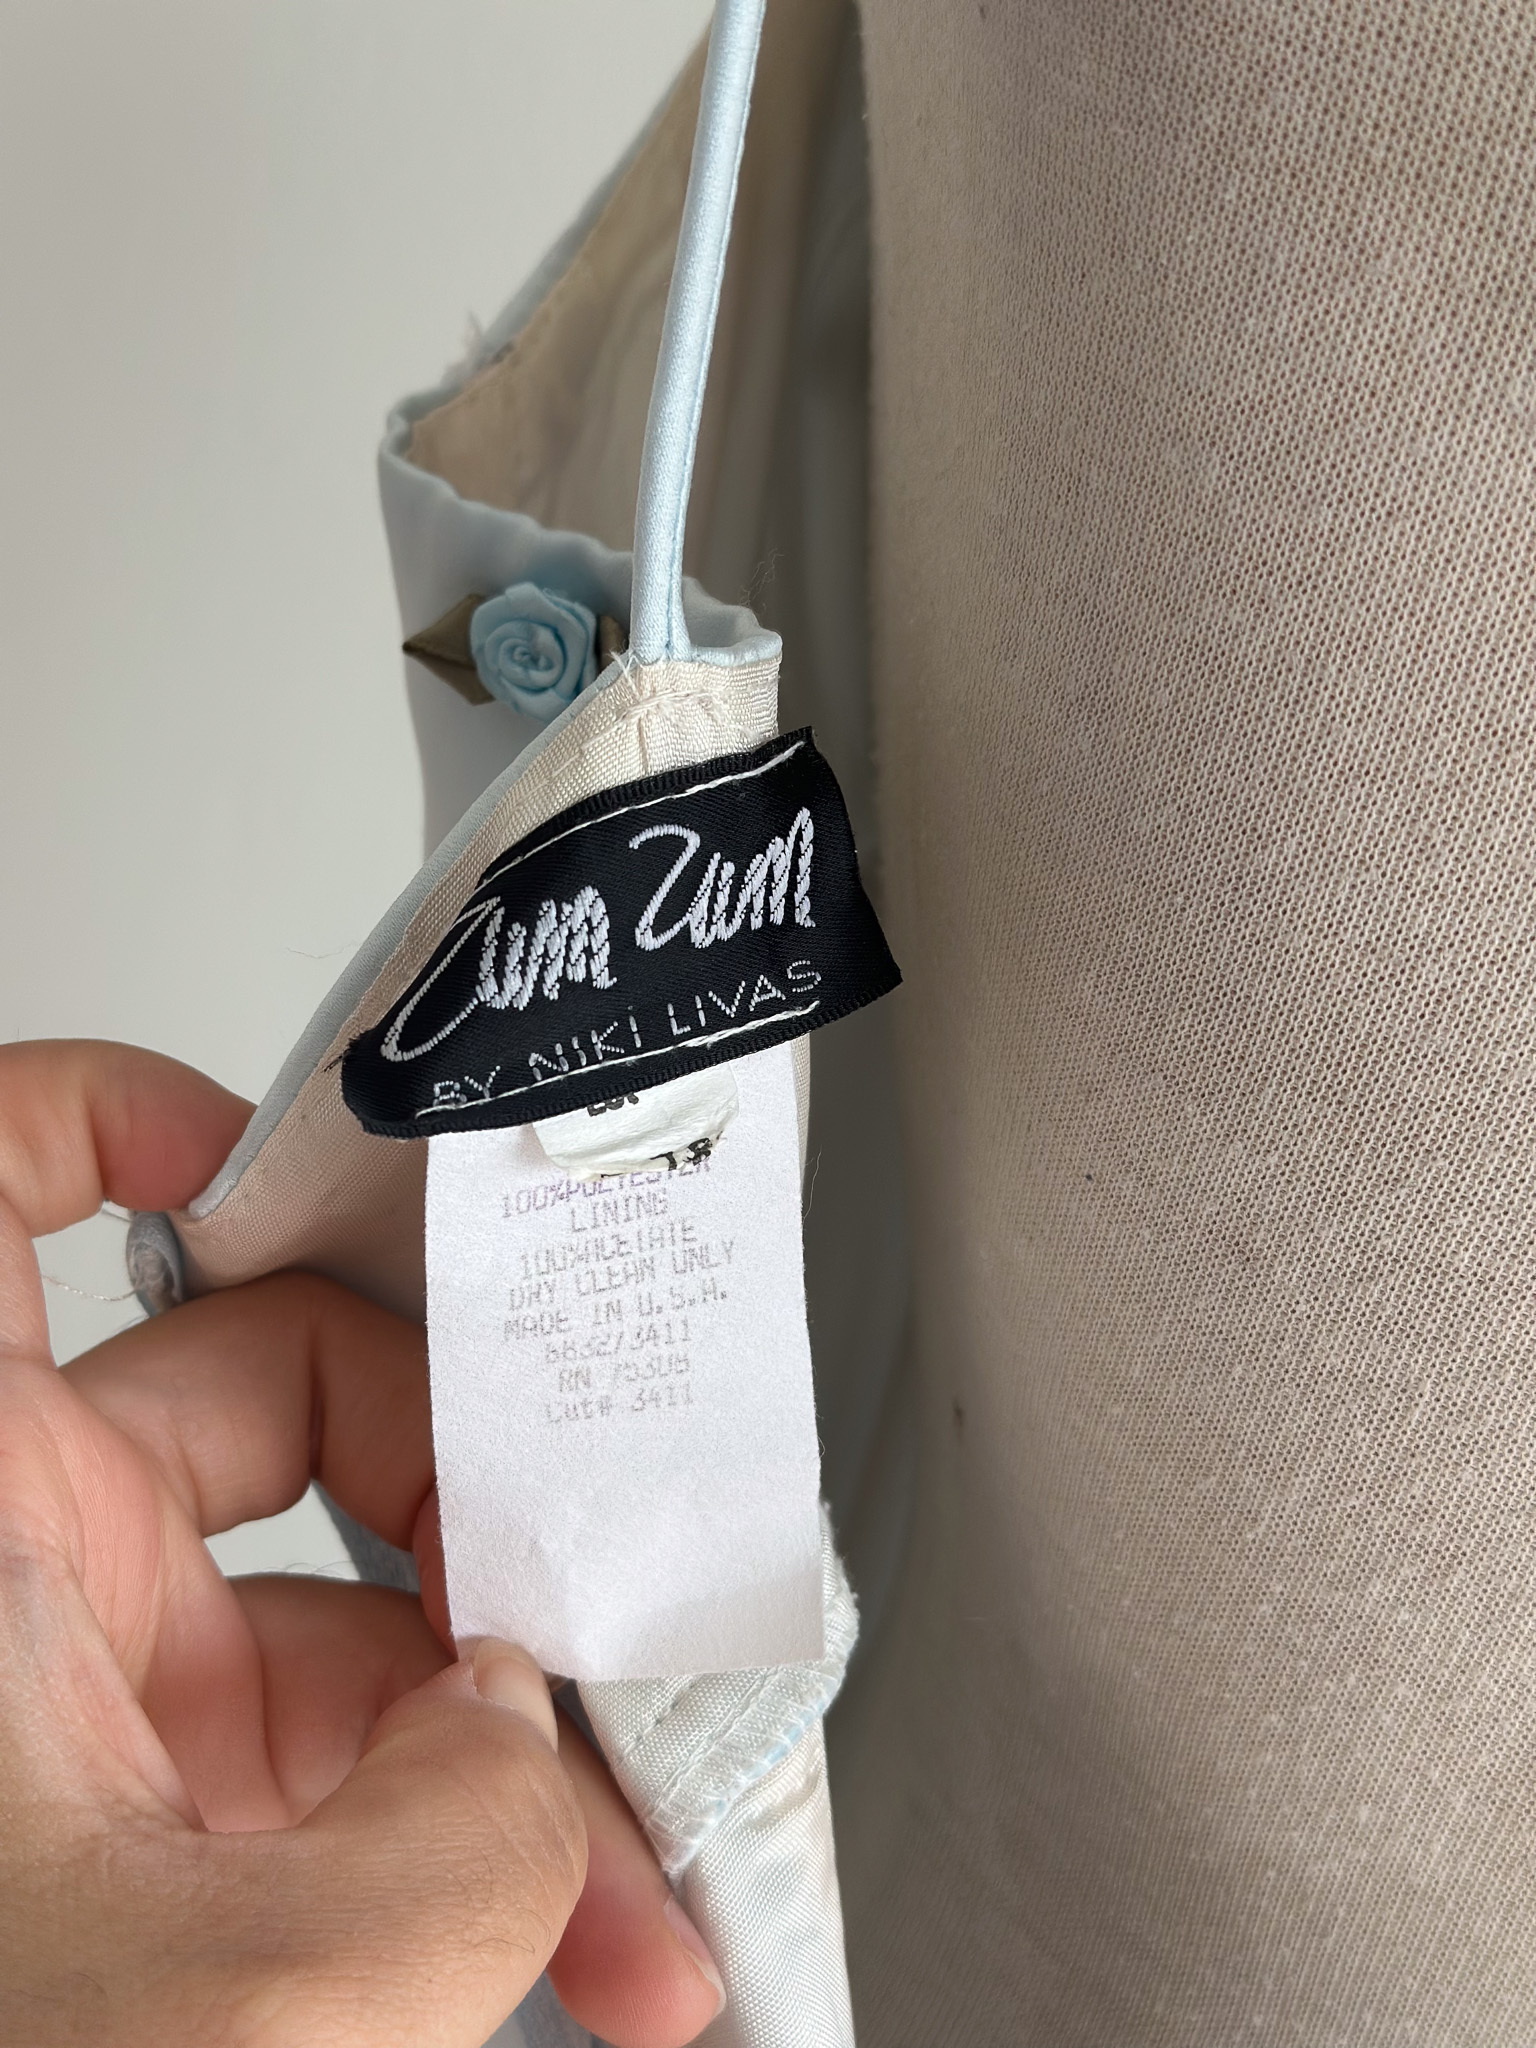 Zum Zum
BY NIKI LIVAS
100%POLYESTER
LINING
100%ACETATE
DRY CLEAN ONLY
MADE IN U.S.A.
RN 75308
Cut# 3411